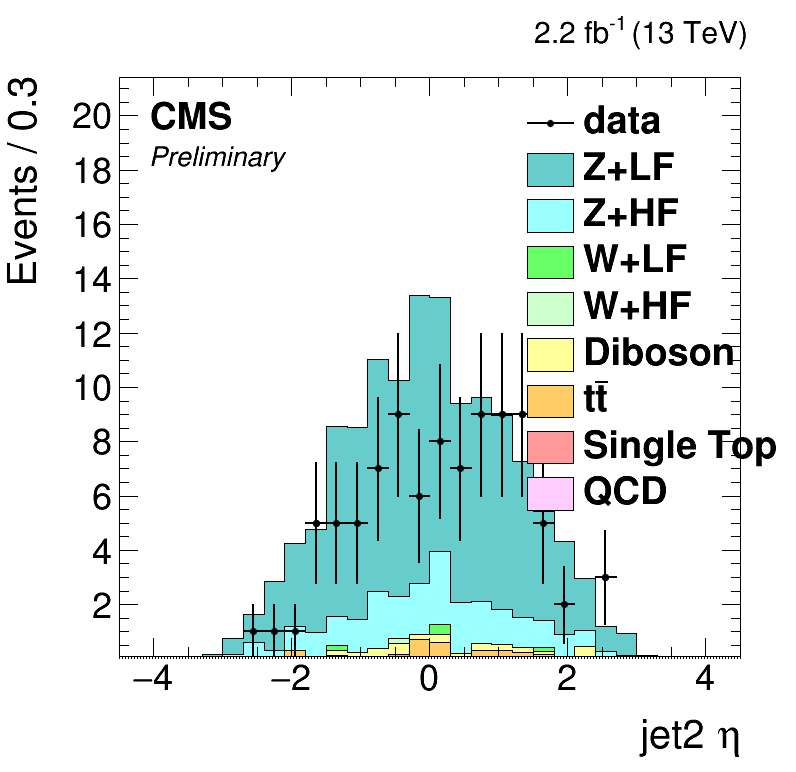 2.2 fb-1 (13 TeV)
Events / 0.3
20
18
16
14
12
10
8
6
4
2
CMS
Preliminary
data
Z+LF
Z+HF
W+LF
W+HF
Diboson
tt̄
Single Top
QCD
−4 −2 0 2 4
jet2 η